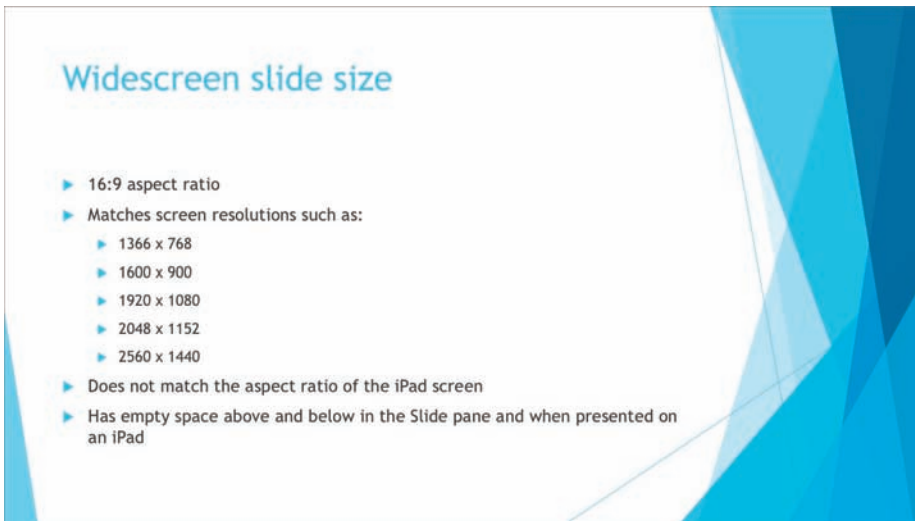 Widescreen slide size
16:9 aspect ratio
Matches screen resolutions such as:
1366 x 768
1600 x 900
1920 x 1080
2048 x 1152
2560 x 1440
Does not match the aspect ratio of the iPad screen
Has empty space above and below in the Slide pane and when presented on
an iPad